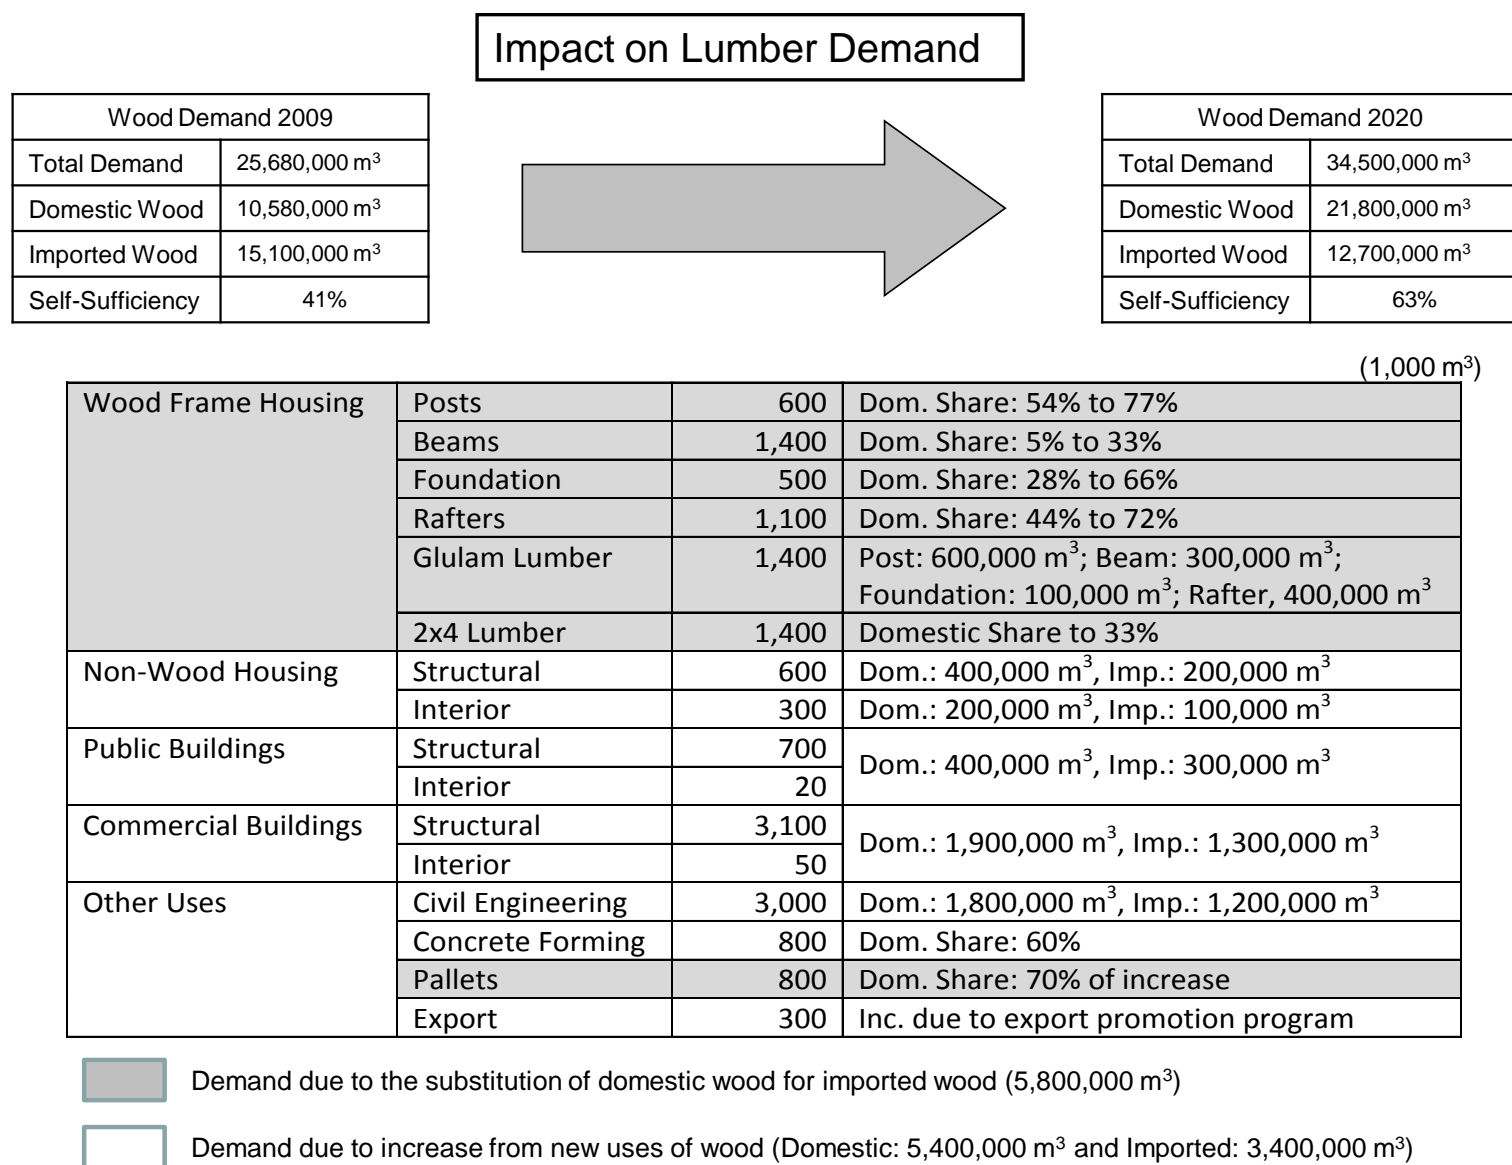 Impact on Lumber Demand
Wood Demand 2009
Total Demand 25,680,000 m³
Domestic Wood 10,580,000 m³
Imported Wood 15,100,000 m³
Self-Sufficiency 41%
Wood Demand 2020
Total Demand 34,500,000 m³
Domestic Wood 21,800,000 m³
Imported Wood 12,700,000 m³
Self-Sufficiency 63%
(1,000 m³)
Wood Frame Housing Posts 600 Dom. Share: 54% to 77%
Beams 1,400 Dom. Share: 5% to 33%
Foundation 500 Dom. Share: 28% to 66%
Rafters 1,100 Dom. Share: 44% to 72%
Glulam Lumber 1,400 Post: 600,000 m³; Beam: 300,000 m³;
Foundation: 100,000 m³; Rafter, 400,000 m³
2x4 Lumber 1,400 Domestic Share to 33%
Non-Wood Housing Structural 600 Dom.: 400,000 m³, Imp.: 200,000 m³
Interior 300 Dom.: 200,000 m³, Imp.: 100,000 m³
Public Buildings Structural 700 Dom.: 400,000 m³, Imp.: 300,000 m³
Interior 20
Commercial Buildings Structural 3,100 Dom.: 1,900,000 m³, Imp.: 1,300,000 m³
Interior 50
Other Uses Civil Engineering 3,000 Dom.: 1,800,000 m³, Imp.: 1,200,000 m³
Concrete Forming 800 Dom. Share: 60%
Pallets 800 Dom. Share: 70% of increase
Export 300 Inc. due to export promotion program
Demand due to the substitution of domestic wood for imported wood (5,800,000 m³)
Demand due to increase from new uses of wood (Domestic: 5,400,000 m³ and Imported: 3,400,000 m³)